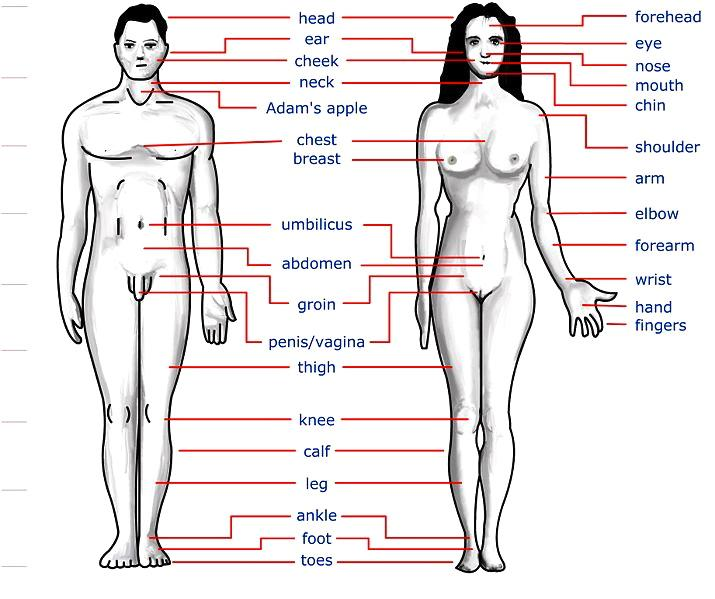 head
ear
cheek
neck
Adam's apple
chest
breast
umbilicus
abdomen
groin
penis/vagina
thigh
knee
calf
leg
ankle
foot
toes
forehead
eye
nose
mouth
chin
shoulder
arm
elbow
forearm
wrist
hand
fingers